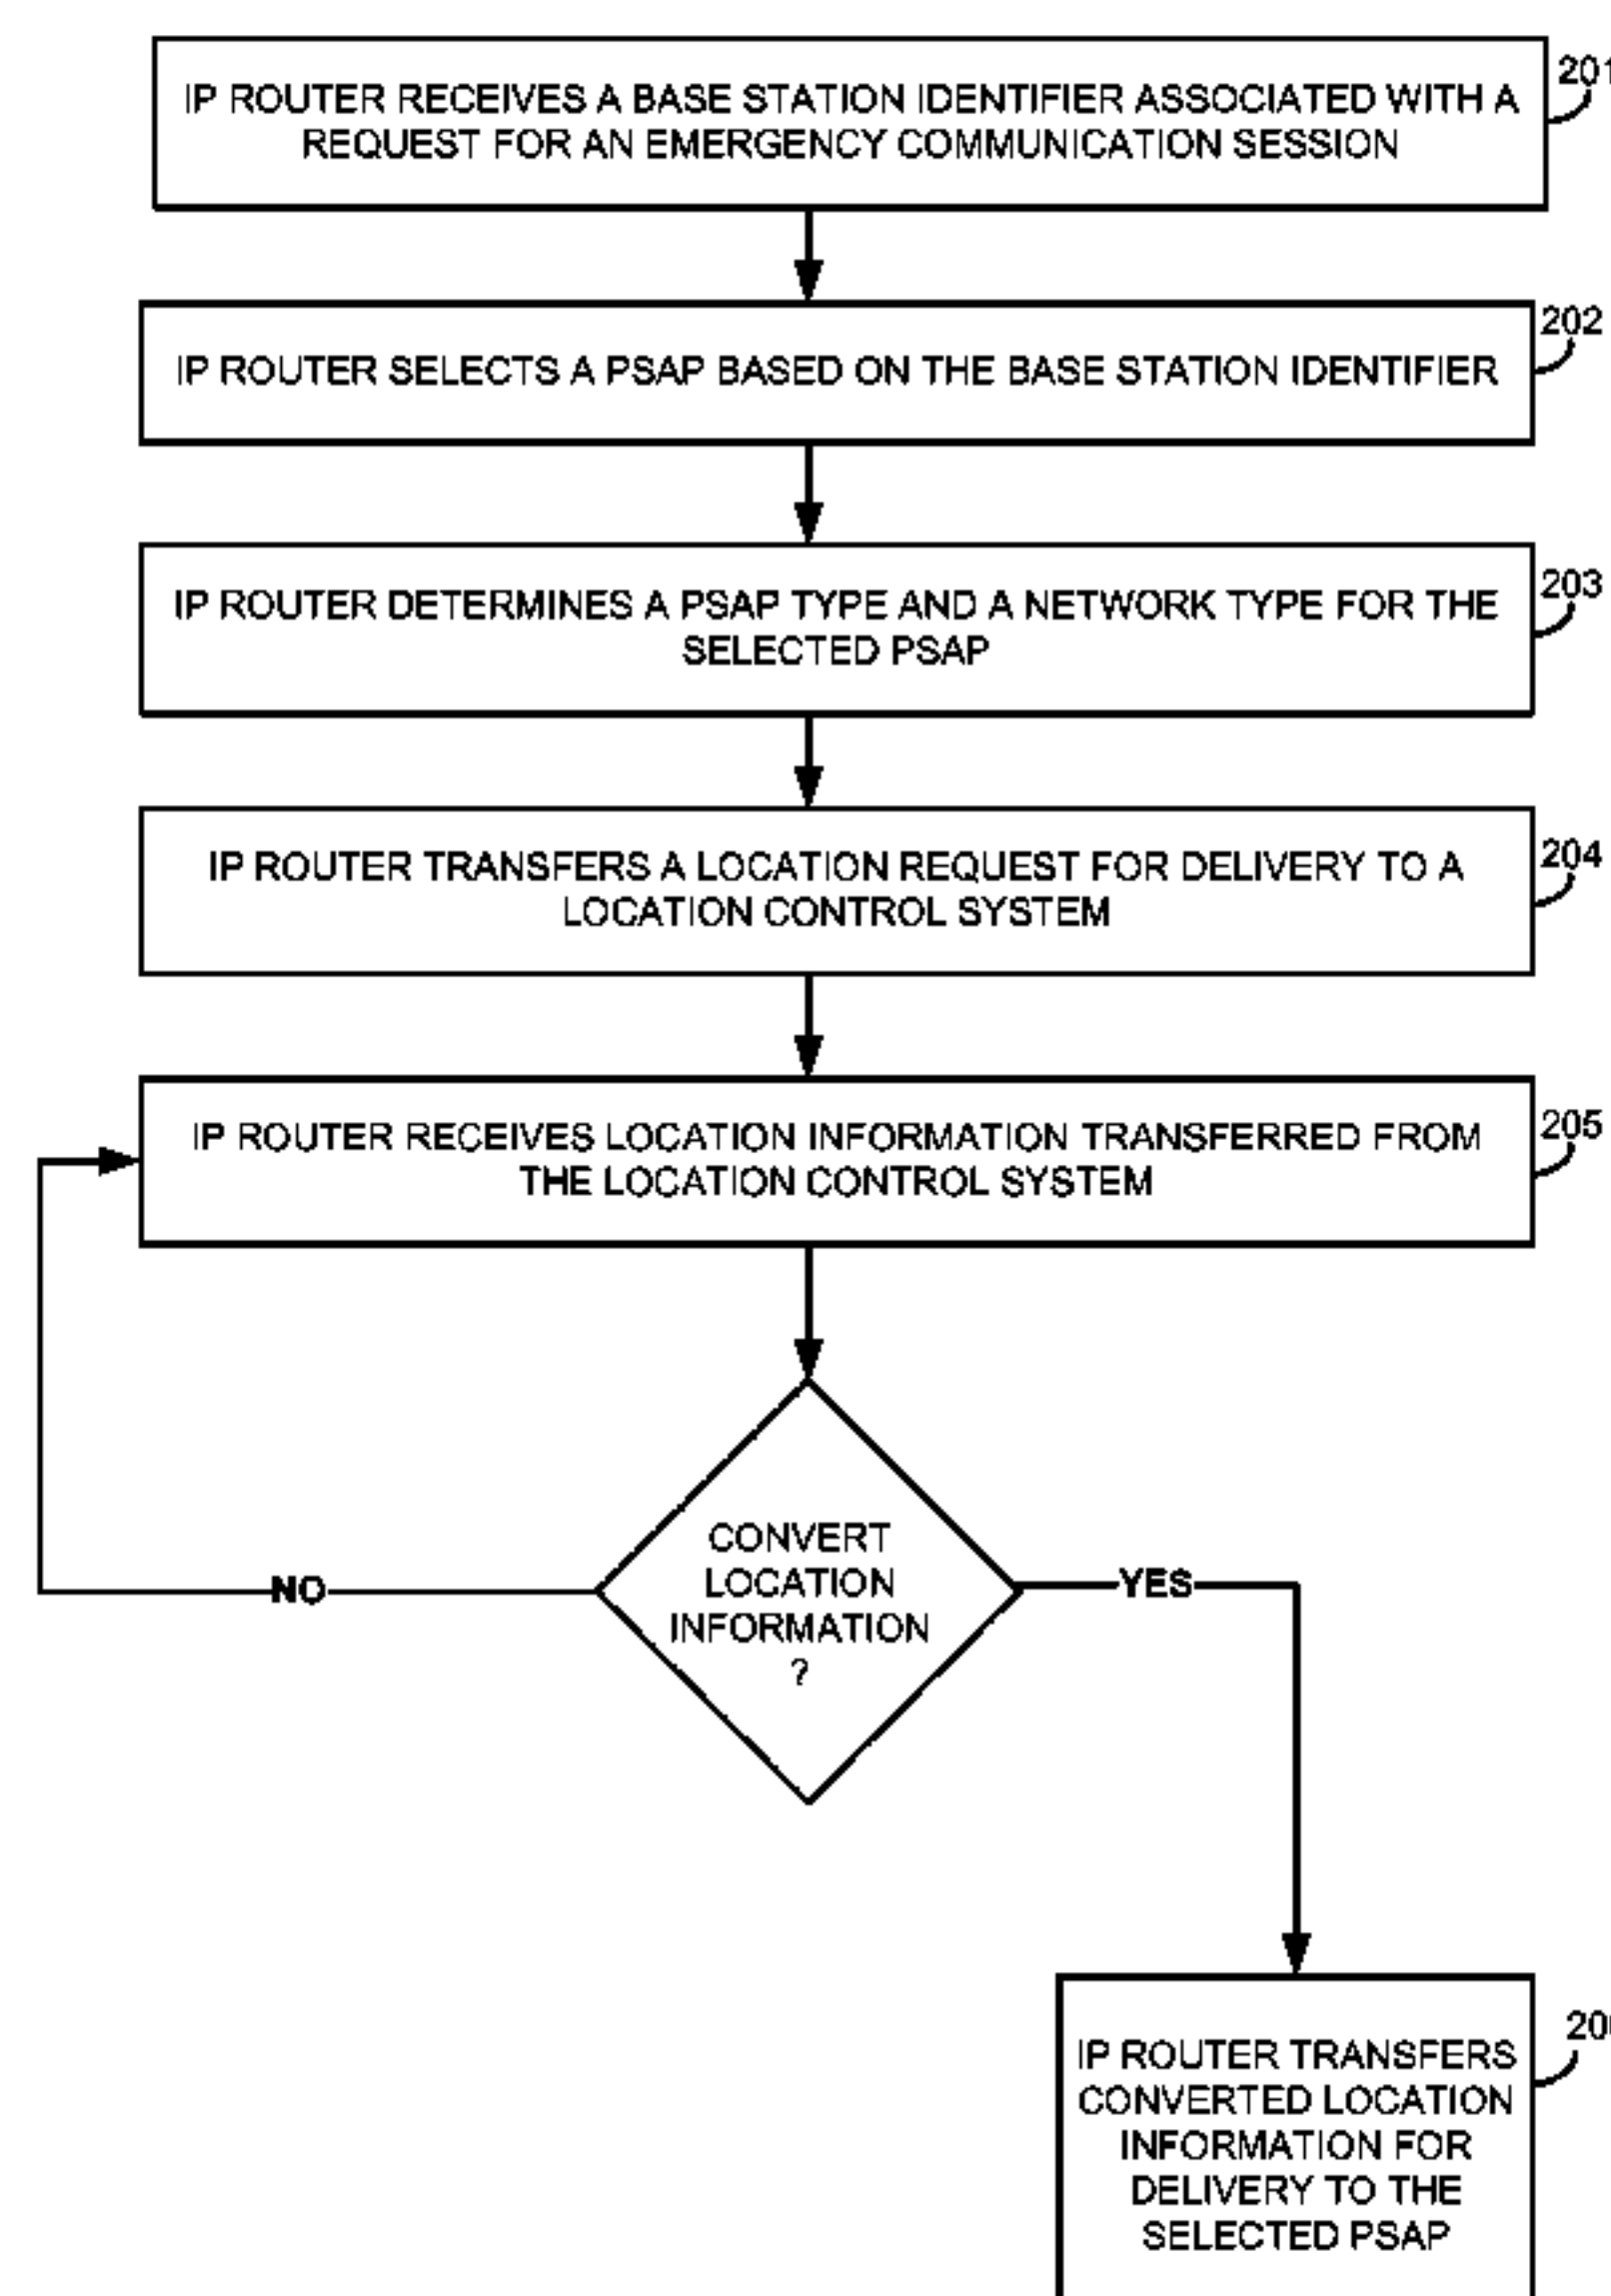 IP ROUTER RECEIVES A BASE STATION IDENTIFIER ASSOCIATED WITH A
REQUEST FOR AN EMERGENCY COMMUNICATION SESSION
201
IP ROUTER SELECTS A PSAP BASED ON THE BASE STATION IDENTIFIER
202
IP ROUTER DETERMINES A PSAP TYPE AND A NETWORK TYPE FOR THE
SELECTED PSAP
203
IP ROUTER TRANSFERS A LOCATION REQUEST FOR DELIVERY TO A
LOCATION CONTROL SYSTEM
204
IP ROUTER RECEIVES LOCATION INFORMATION TRANSFERRED FROM
THE LOCATION CONTROL SYSTEM
205
CONVERT
LOCATION
INFORMATION
?
NO
YES
IP ROUTER TRANSFERS
CONVERTED LOCATION
INFORMATION FOR
DELIVERY TO THE
SELECTED PSAP